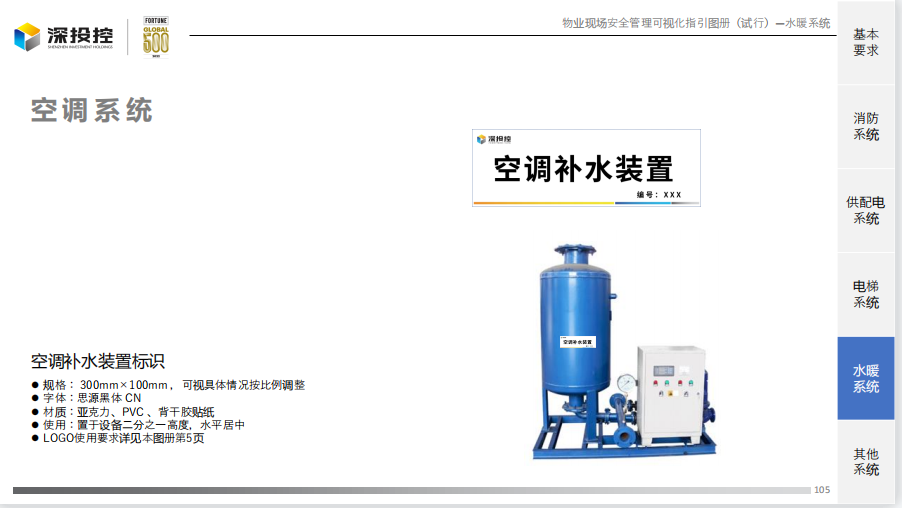 深投控
SHENZHEN INVESTMENT HOLDINGS
FORTUNE
GLOBAL
500
物业现场安全管理可视化指引图册（试行）—水暖系统
基本
要求
消防
系统
供配电
系统
电梯
系统
水暖
系统
其他
系统
空调系统
深投控
空调补水装置
编号：XXX
空调补水装置
空调补水装置标识
● 规格：300mm×100mm，可视具体情况按比例调整
● 字体：思源黑体 CN
● 材质：亚克力、PVC 、背干胶贴纸
● 使用：置于设备二分之一高度，水平居中
● LOGO使用要求详见本图册第5页
105